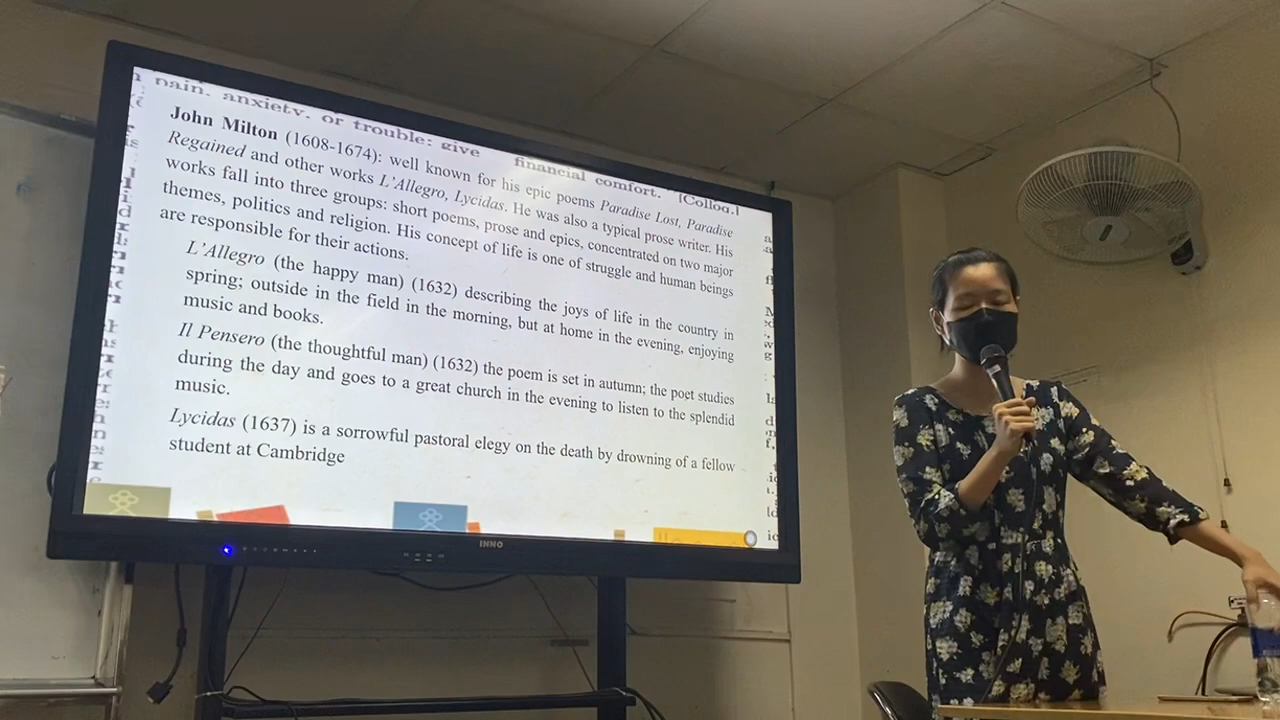 pain, anxiety, or trouble: give financial comfort. [Colloq.]
John Milton (1608-1674): well known for his epic poems Paradise Lost, Paradise
Regained and other works L'Allegro, Lycidas. He was also a typical prose writer. His
works fall into three groups: short poems, prose and epics, concentrated on two major
themes, politics and religion. His concept of life is one of struggle and human beings
are responsible for their actions.
L'Allegro (the happy man) (1632) describing the joys of life in the country in
spring; outside in the field in the morning, but at home in the evening, enjoying
music and books.
Il Pensero (the thoughtful man) (1632) the poem is set in autumn; the poet studies
during the day and goes to a great church in the evening to listen to the splendid
music.
Lycidas (1637) is a sorrowful pastoral elegy on the death by drowning of a fellow
student at Cambridge
INNO